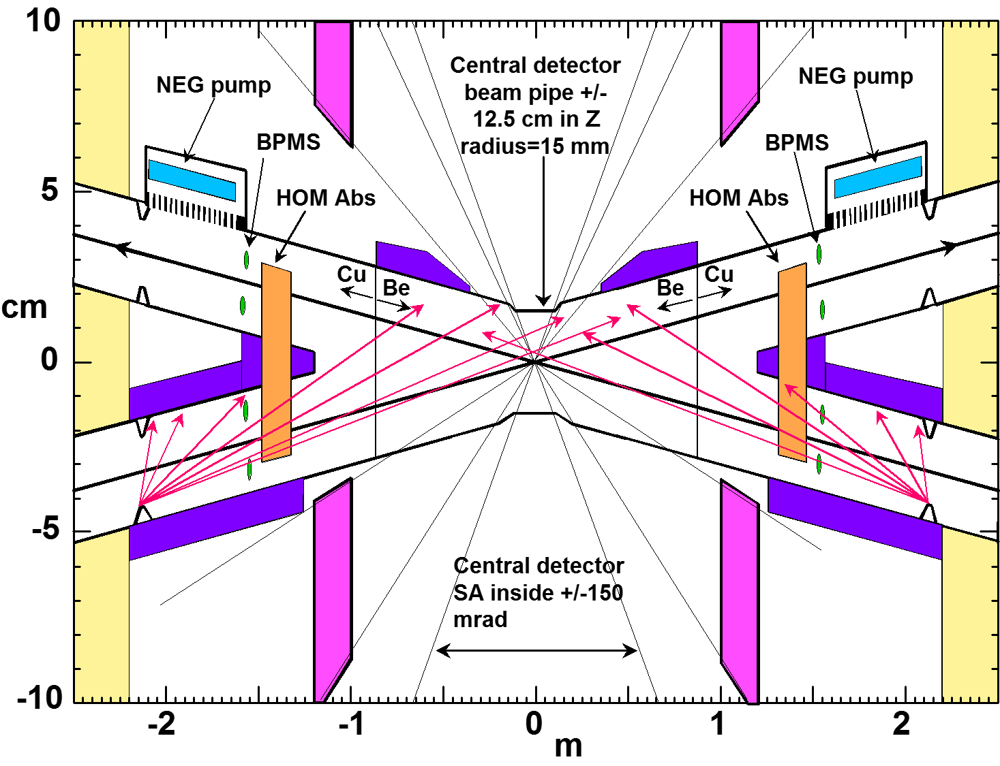 10
Central detector
beam pipe +/-
12.5 cm in Z
radius=15 mm
NEG pump
NEG pump
BPMS
BPMS
5
HOM Abs
HOM Abs
Cu
Be
Cu
Be
cm
0
-5
Central detector
SA inside +/-150
mrad
-10
-2
-1
0
1
2
m